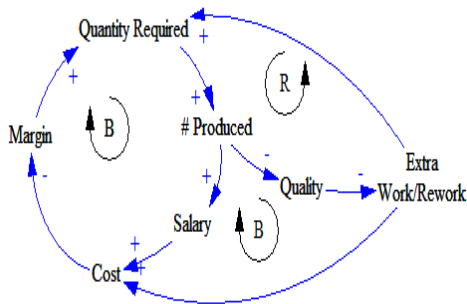 Quantity Required
+
+
R
+
+
B
Margin
# Produced
-
-
+
Extra
Work/Rework
Quality
-
Salary
B
+
+
Cost